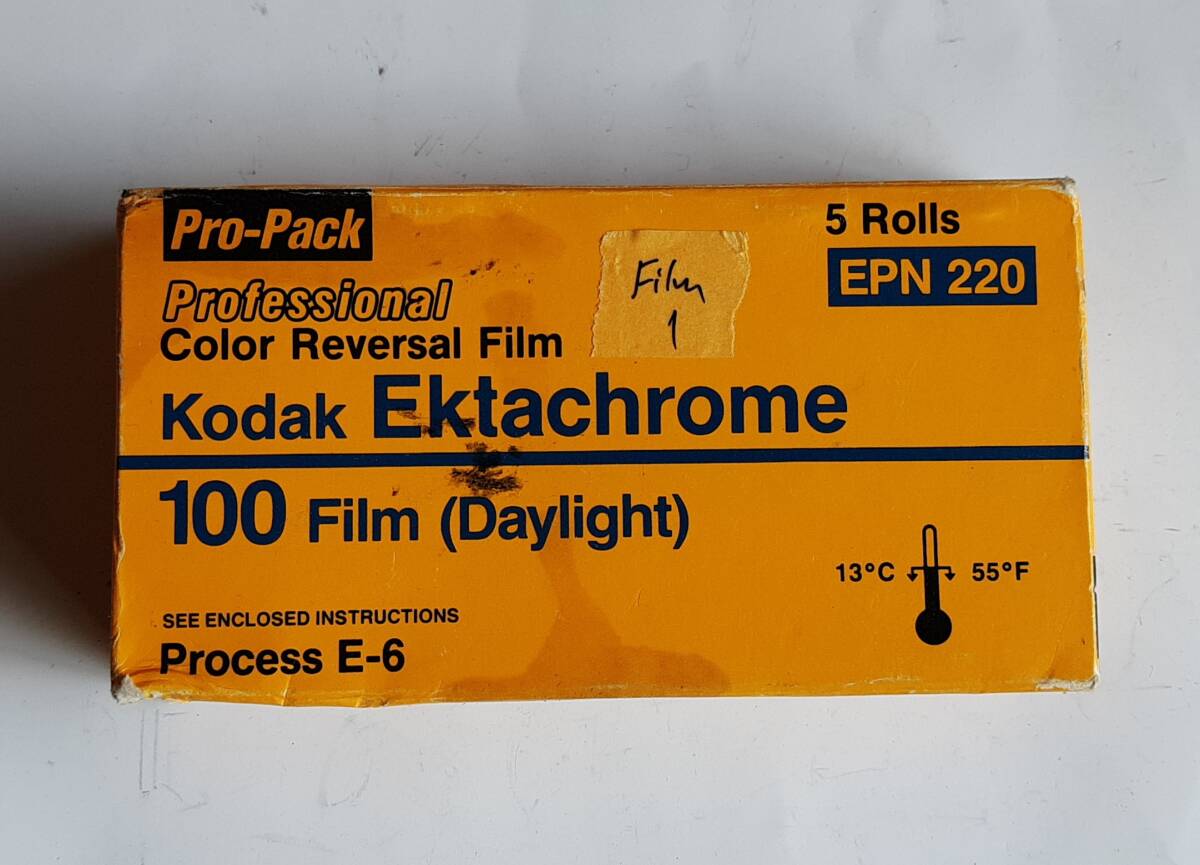 Pro-Pack
Professional
Color Reversal Film
Kodak Ektachrome
100 Film (Daylight)
SEE ENCLOSED INSTRUCTIONS
Process E-6
Film
1
5 Rolls
EPN 220
13°C 55°F